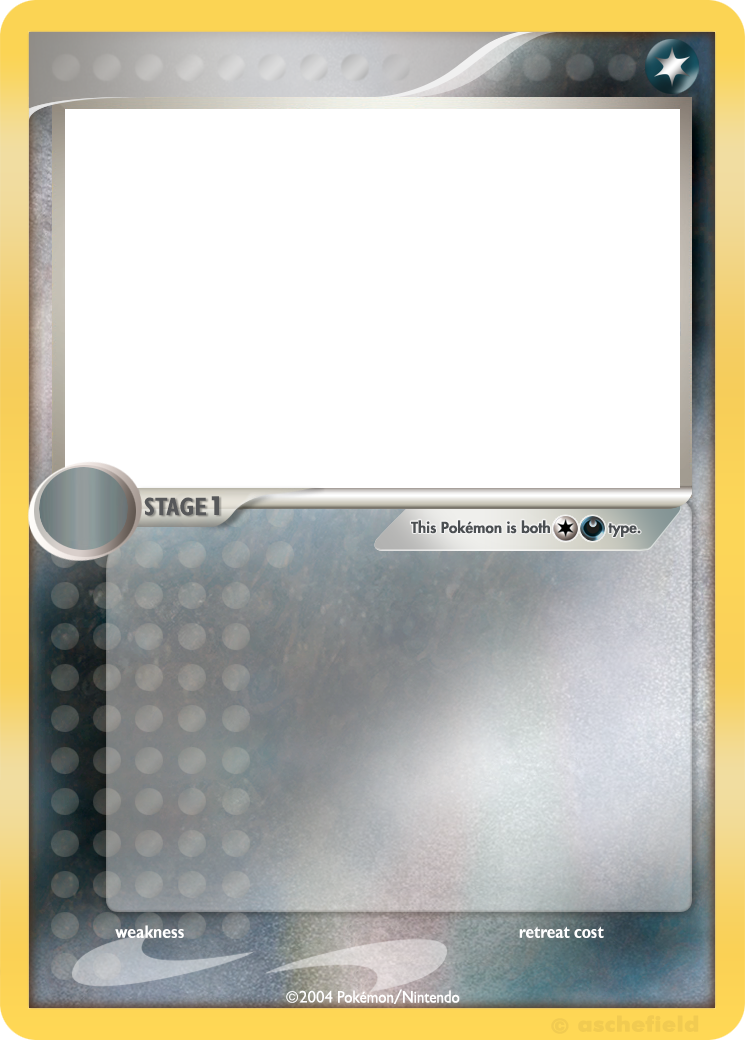 STAGE 1
This Pokémon is both type.
weakness retreat cost
©2004 Pokémon/Nintendo
© aschefield